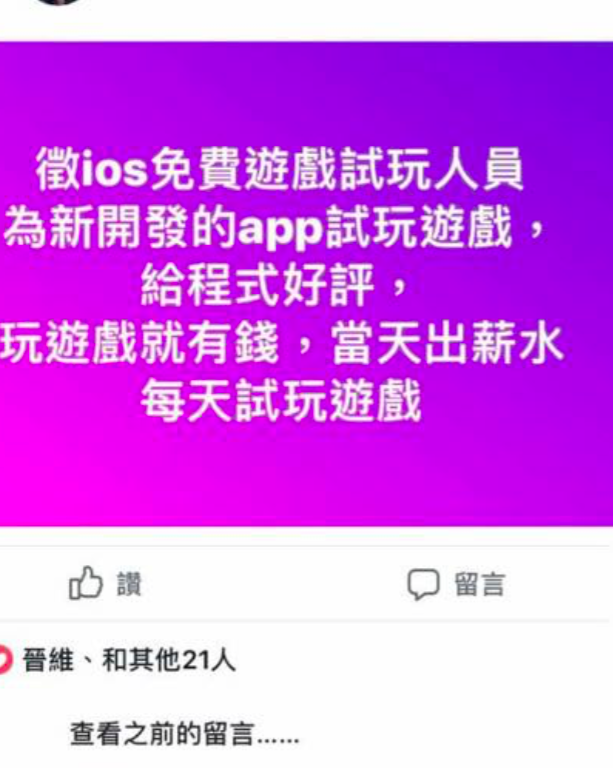 徵ios免費遊戲試玩人員
為新開發的app試玩遊戲，
給程式好評，
玩遊戲就有錢，當天出薪水
每天試玩遊戲
讚
留言
晉維、和其他21人
查看之前的留言......